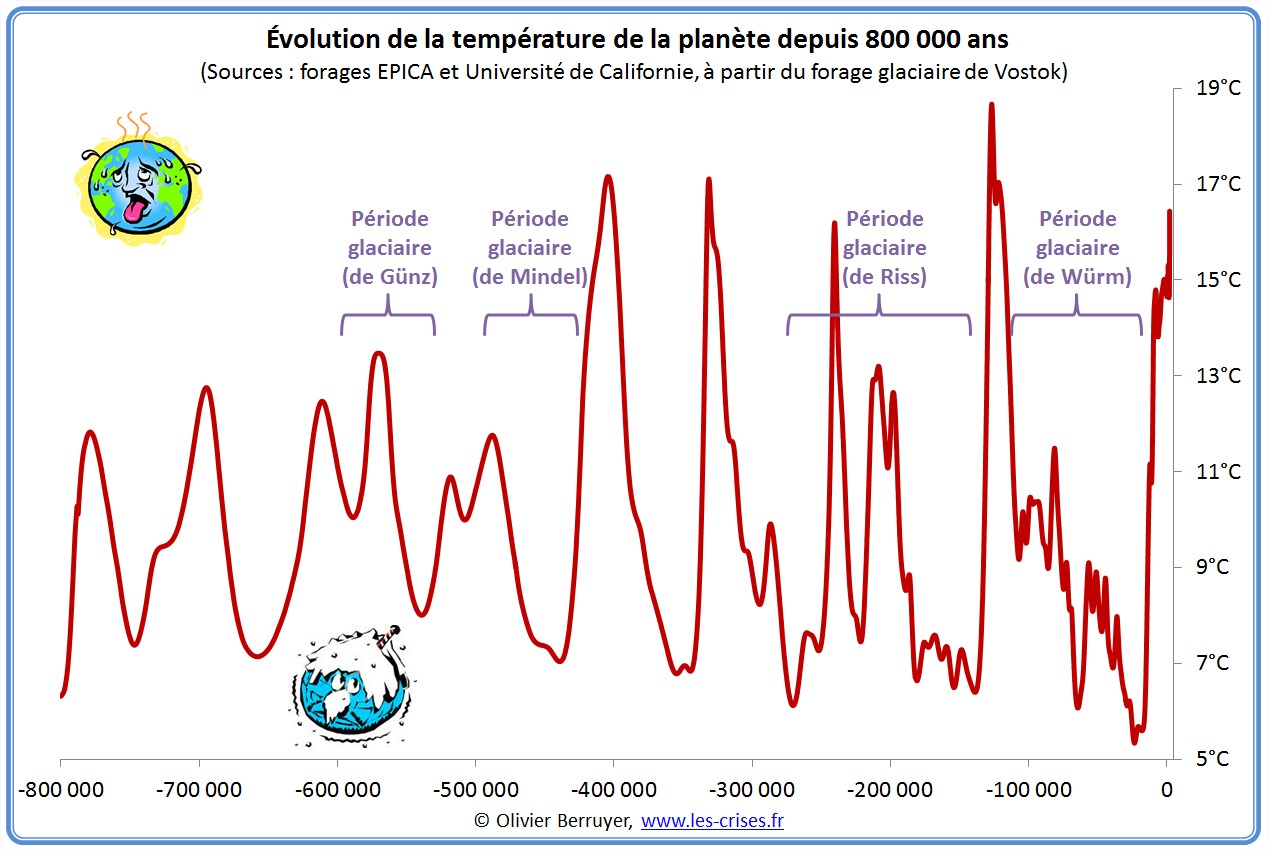 Évolution de la température de la planète depuis 800 000 ans
(Sources : forages EPICA et Université de Californie, à partir du forage glaciaire de Vostok)
19°C
17°C
Période
glaciaire
(de Günz)
Période
glaciaire
(de Mindel)
Période
glaciaire
(de Riss)
Période
glaciaire
(de Würm)
15°C
13°C
11°C
9°C
7°C
5°C
-800 000 -700 000 -600 000 -500 000 -400 000 -300 000 -200 000 -100 000 0
© Olivier Berruyer, www.les-crises.fr